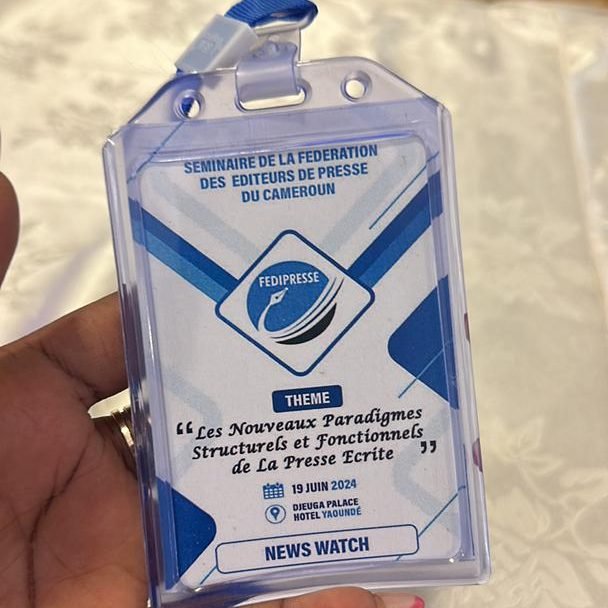 SEMINAIRE DE LA FEDERATION
DES EDITEURS DE PRESSE
DU CAMEROUN
FEDIPRESSE
THEME
“Les Nouveaux Paradigmes
Structurels et Fonctionnels
de La Presse Ecrite”
19 JUIN 2024
DJEUGA PALACE
HOTEL YAOUNDÉ
NEWS WATCH